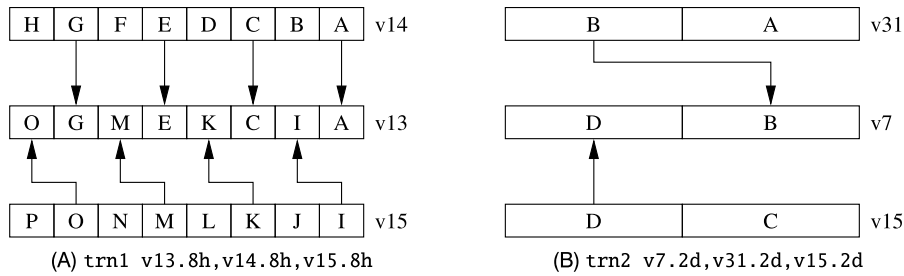 H G F E D C B A v14
O G M E K C I A v13
P O N M L K J I v15
(A) trn1 v13.8h,v14.8h,v15.8h
B A v31
D B v7
D C v15
(B) trn2 v7.2d,v31.2d,v15.2d